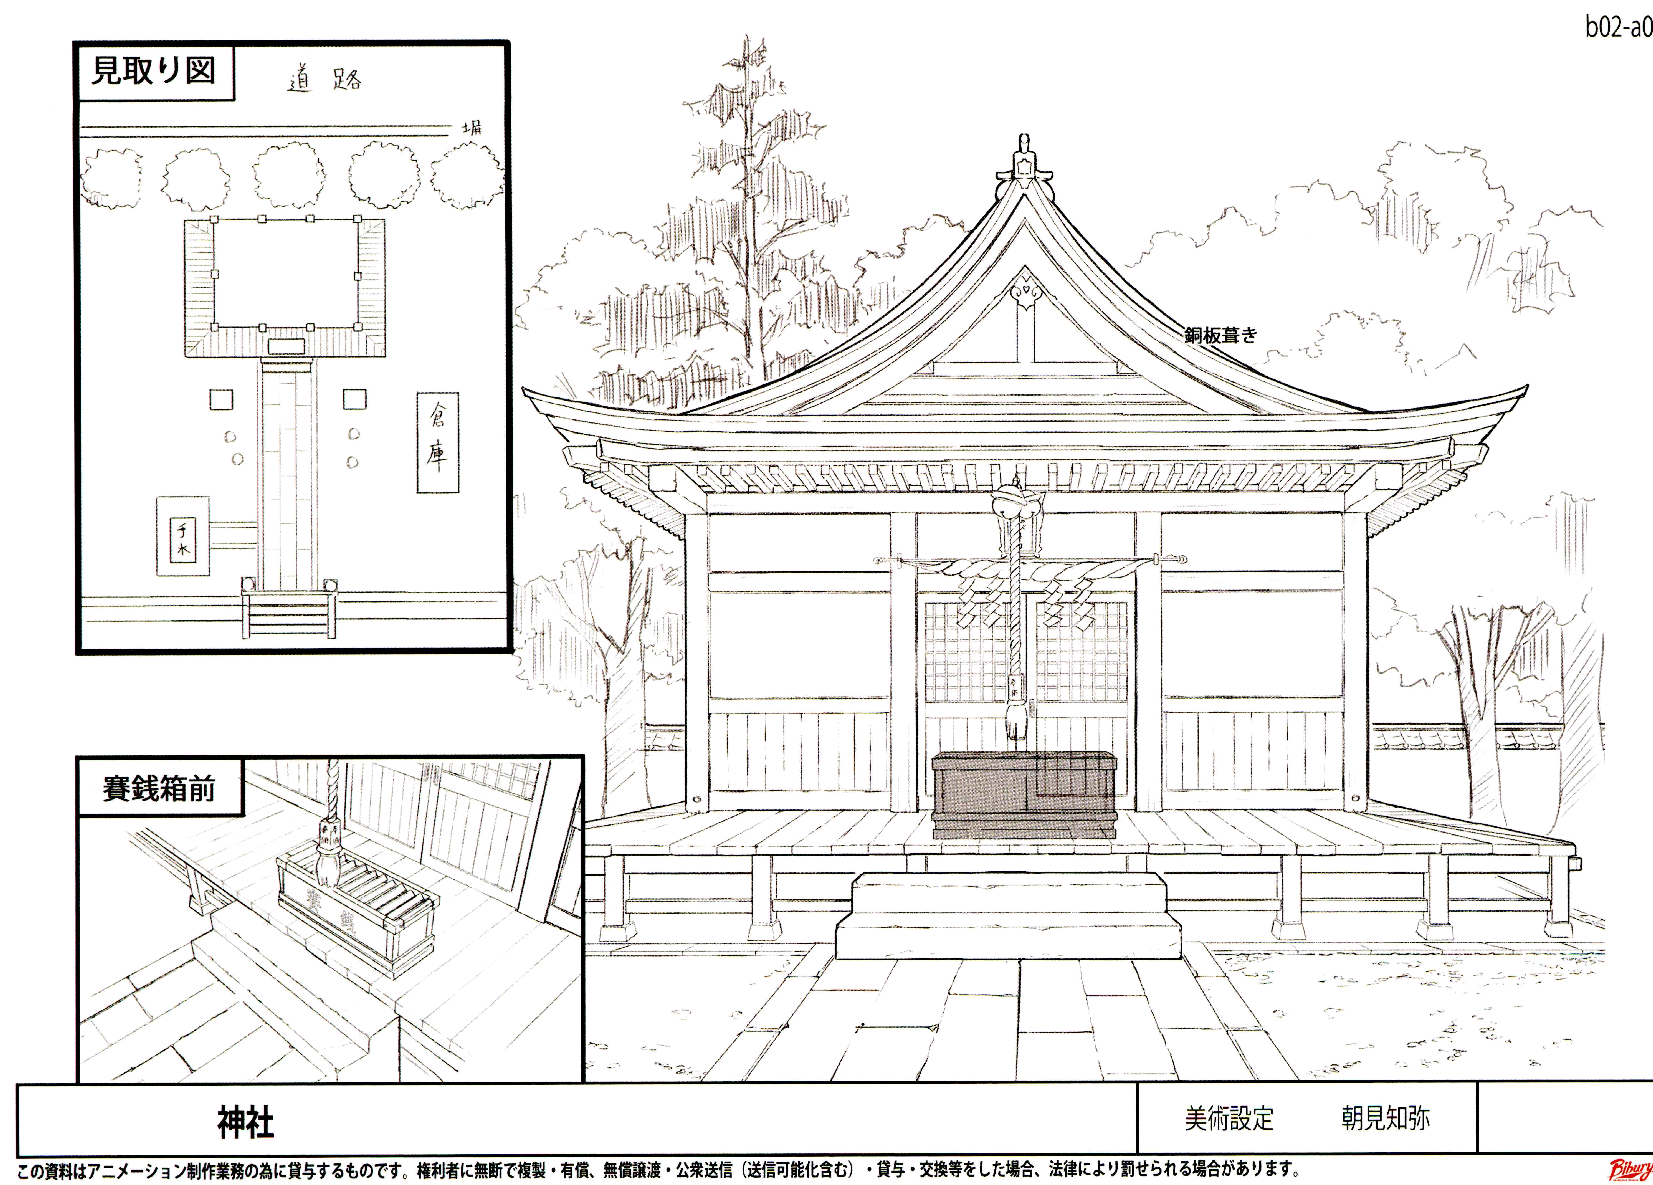 b02-a0
見取り図
道路
塀
倉庫
手水
銅板葺き
賽銭箱前
神社
美術設定 朝見知弥
この資料はアニメーション制作業務の為に貸与するものです。権利者に無断で複製・有償、無償譲渡・公衆送信（送信可能化含む）・貸与・交換等をした場合、法律により罰せられる場合があります。
Bibury